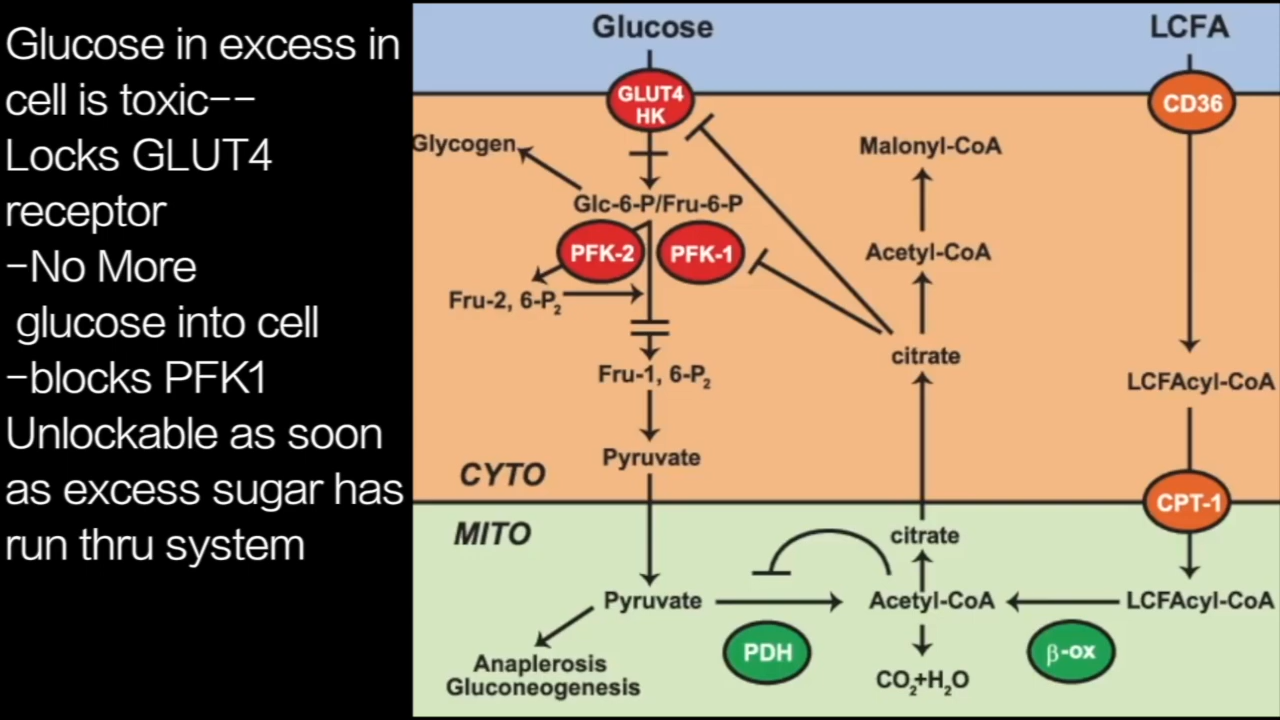 Glucose in excess in
cell is toxic--
Locks GLUT4
receptor
-No More
glucose into cell
-blocks PFK1
Unlockable as soon
as excess sugar has
run thru system
Glucose
LCFA
GLUT4
HK
CD36
Glycogen
Malonyl-CoA
Glc-6-P/Fru-6-P
PFK-2
PFK-1
Acetyl-CoA
Fru-2, 6-P₂
citrate
Fru-1, 6-P₂
LCFAcyl-CoA
Pyruvate
CYTO
CPT-1
MITO
citrate
Pyruvate
Acetyl-CoA
LCFAcyl-CoA
PDH
β-ox
Anaplerosis
Gluconeogenesis
CO₂+H₂O